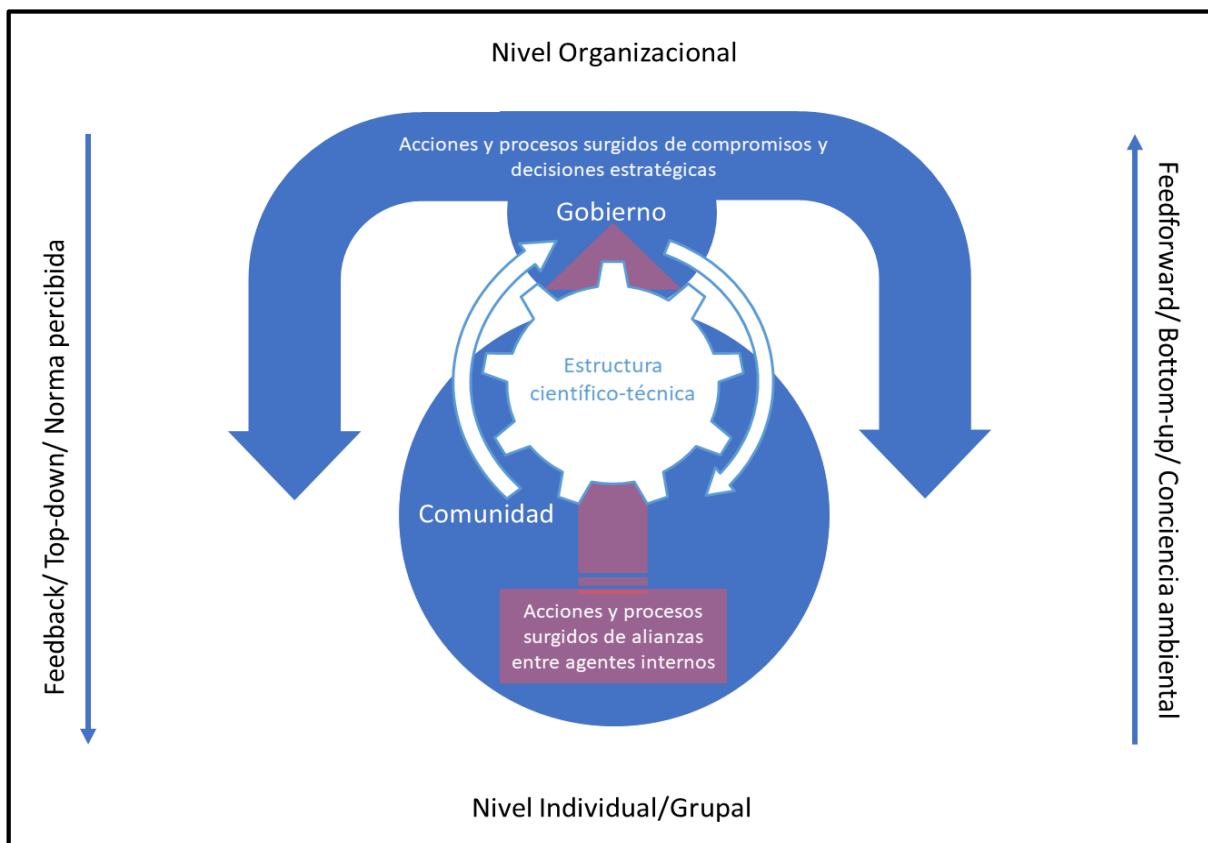 Nivel Organizacional
Acciones y procesos surgidos de compromisos y
decisiones estratégicas
Gobierno
Estructura
científico-técnica
Comunidad
Acciones y procesos
surgidos de alianzas
entre agentes internos
Feedback/ Top-down/ Norma percibida
Feedforward/ Bottom-up/ Conciencia ambiental
Nivel Individual/Grupal